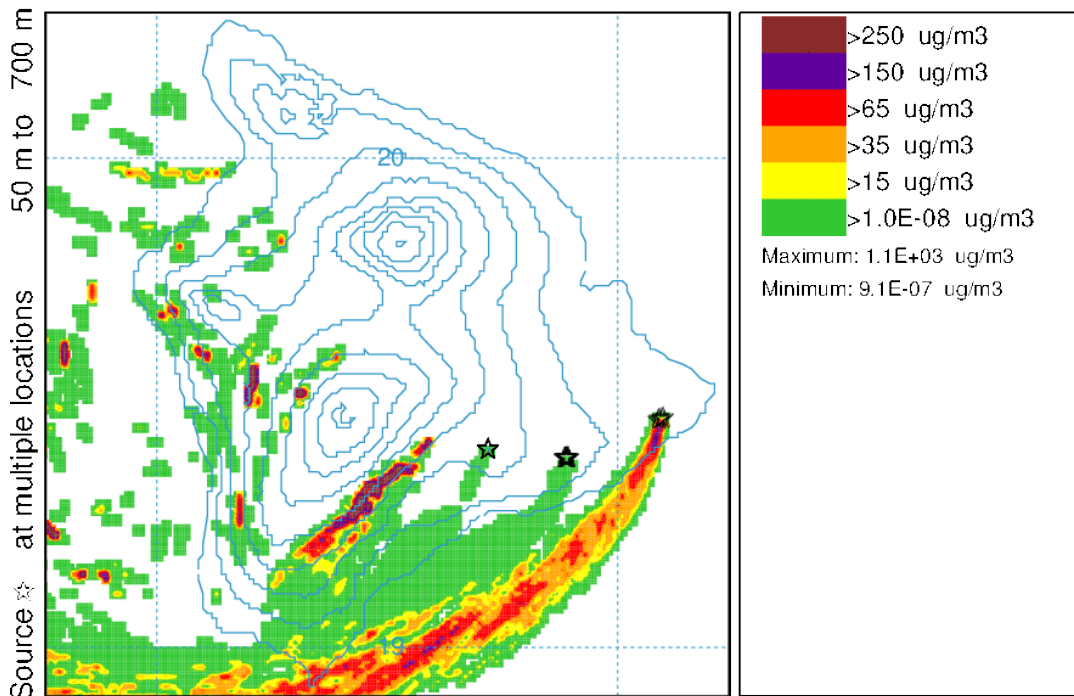 Source ☆ at multiple locations 50 m to 700 m
20
19
>250 ug/m3
>150 ug/m3
>65 ug/m3
>35 ug/m3
>15 ug/m3
>1.0E-08 ug/m3
Maximum: 1.1E+03 ug/m3
Minimum: 9.1E-07 ug/m3